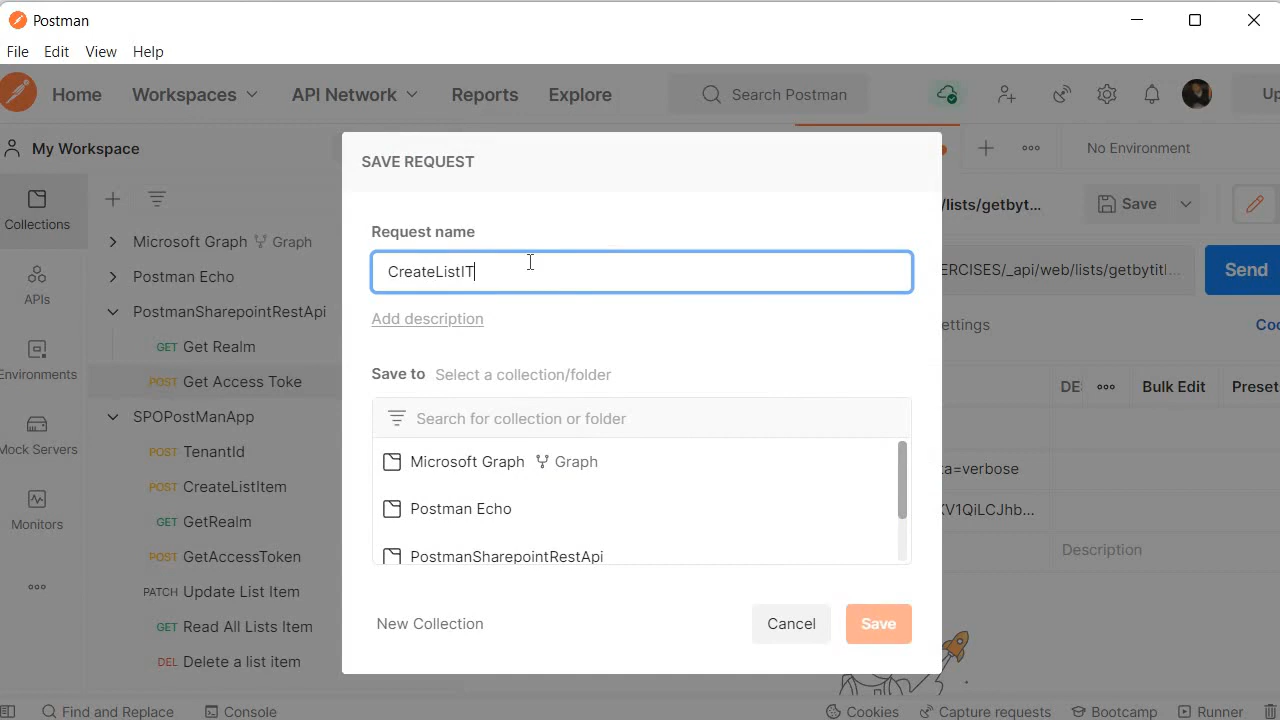 Postman
File Edit View Help
Home Workspaces API Network Reports Explore Search Postman Up
My Workspace No Environment
Collections
APIs
Environments
Mock Servers
Monitors
Microsoft Graph Graph
Postman Echo
PostmanSharepointRestApi
GET Get Realm
POST Get Access Toke
SPOPostManApp
POST TenantId
POST CreateListItem
GET GetRealm
POST GetAccessToken
PATCH Update List Item
GET Read All Lists Item
DEL Delete a list item
SAVE REQUEST
Request name
CreateListIT
Add description
Save to Select a collection/folder
Search for collection or folder
Microsoft Graph Graph
Postman Echo
PostmanSharepointRestApi
New Collection Cancel Save
/lists/getbyt... Save
ERCISES/_api/web/lists/getbytitl... Send
ettings Coo
DE Bulk Edit Preset
a=verbose
V1QiLCJhb...
Description
Find and Replace Console Cookies Capture requests Bootcamp Runner